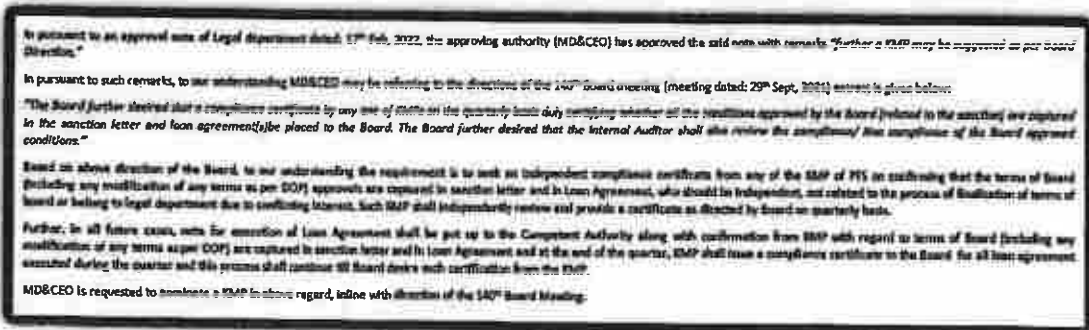 In pursuant to an approval note of Legal department dated: 17th Feb, 2022, the approving authority (MD&CEO) has approved the said note with remarks "further a KMP may be suggested as per Board
Direction."
In pursuant to such remarks, to our understanding MD&CEO may be referring to the directions of the 140th Board meeting (meeting dated: 29th Sept, 2021) extract is given below:
"The Board further desired that a compliance certificate by any one of KMPs on the quarterly basis duly certifying whether all the conditions approved by the Board (related to the sanction) are captured
in the sanction letter and loan agreement(s)be placed to the Board. The Board further desired that the Internal Auditor shall also review the compliance/ Non compliance of the Board approved
conditions."
Based on above direction of the Board, to our understanding the requirement is to seek an independent compliance certificate from any of the KMP of PFS on confirming that the terms of Board
(including any modification of any terms as per DOP) approvals are captured in sanction letter and in Loan Agreement, who should be independent, not related to the process of finalization of terms of
board or belong to legal department due to conflicting interest. Such KMP shall independently review and provide a certificate as directed by Board on quarterly basis.
Further, in all future cases, note for execution of Loan Agreement shall be put up to the Competent Authority along with confirmation from KMP with regard to terms of Board (including any
modification of any terms as per DOP) are captured in sanction letter and in Loan Agreement and at the end of the quarter, KMP shall issue a compliance certificate to the Board for all loan agreement
executed during the quarter and this process shall continue till Board desire such certification from the KMP.
MD&CEO is requested to nominate a KMP in above regard, inline with direction of the 140th Board Meeting.